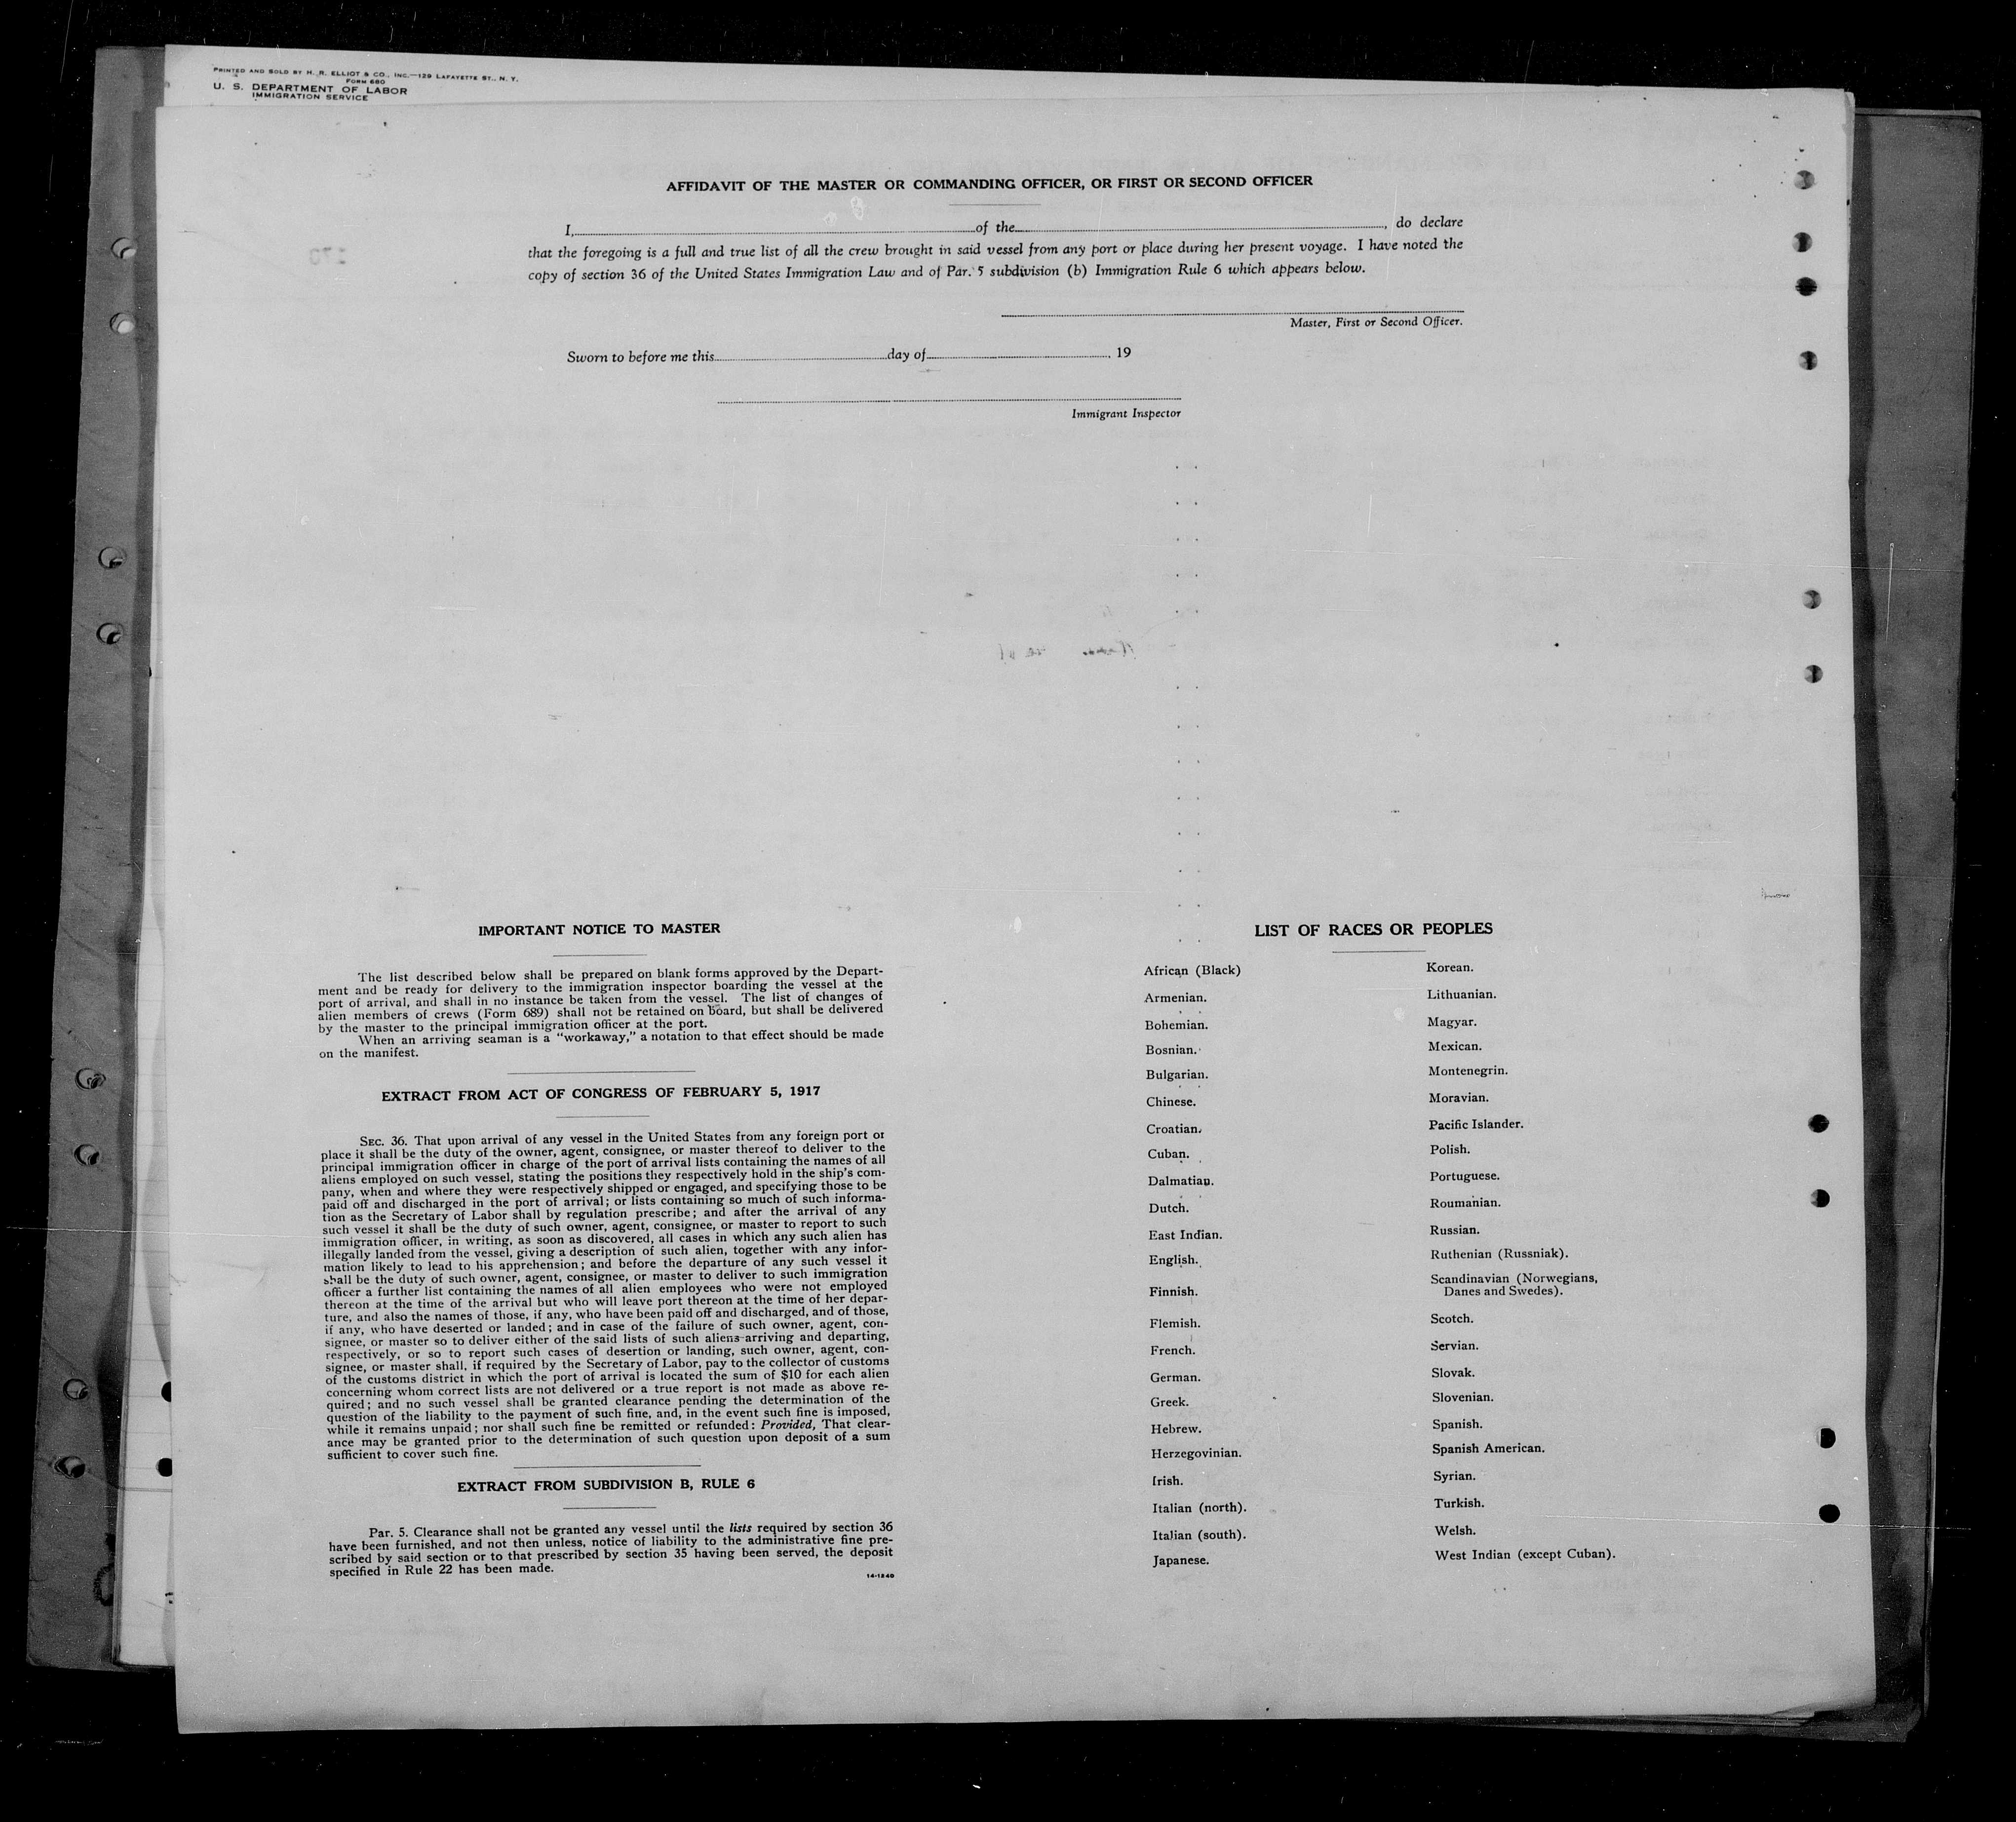 PRINTED AND SOLD BY H. R. ELLIOT & CO., INC.—129 LAFAYETTE ST., N. Y.
FORM 680
U. S. DEPARTMENT OF LABOR
IMMIGRATION SERVICE
AFFIDAVIT OF THE MASTER OR COMMANDING OFFICER, OR FIRST OR SECOND OFFICER
I, of the , do declare
that the foregoing is a full and true list of all the crew brought in said vessel from any port or place during her present voyage. I have noted the
copy of section 36 of the United States Immigration Law and of Par. 5 subdivision (b) Immigration Rule 6 which appears below.
Master, First or Second Officer.
Sworn to before me this day of , 19
Immigrant Inspector
IMPORTANT NOTICE TO MASTER
The list described below shall be prepared on blank forms approved by the Depart-
ment and be ready for delivery to the immigration inspector boarding the vessel at the
port of arrival, and shall in no instance be taken from the vessel. The list of changes of
alien members of crews (Form 689) shall not be retained on board, but shall be delivered
by the master to the principal immigration officer at the port.
When an arriving seaman is a “workaway,” a notation to that effect should be made
on the manifest.
EXTRACT FROM ACT OF CONGRESS OF FEBRUARY 5, 1917
SEC. 36. That upon arrival of any vessel in the United States from any foreign port or
place it shall be the duty of the owner, agent, consignee, or master thereof to deliver to the
principal immigration officer in charge of the port of arrival lists containing the names of all
aliens employed on such vessel, stating the positions they respectively hold in the ship's com-
pany, when and where they were respectively shipped or engaged, and specifying those to be
paid off and discharged in the port of arrival; or lists containing so much of such informa-
tion as the Secretary of Labor shall by regulation prescribe; and after the arrival of any
such vessel it shall be the duty of such owner, agent, consignee, or master to report to such
immigration officer, in writing, as soon as discovered, all cases in which any such alien has
illegally landed from the vessel, giving a description of such alien, together with any infor-
mation likely to lead to his apprehension; and before the departure of any such vessel it
shall be the duty of such owner, agent, consignee, or master to deliver to such immigration
officer a further list containing the names of all alien employees who were not employed
thereon at the time of the arrival but who will leave port thereon at the time of her depar-
ture, and also the names of those, if any, who have been paid off and discharged, and of those,
if any, who have deserted or landed; and in case of the failure of such owner, agent, con-
signee, or master so to deliver either of the said lists of such aliens arriving and departing,
respectively, or so to report such cases of desertion or landing, such owner, agent, con-
signee, or master shall, if required by the Secretary of Labor, pay to the collector of customs
of the customs district in which the port of arrival is located the sum of $10 for each alien
concerning whom correct lists are not delivered or a true report is not made as above re-
quired; and no such vessel shall be granted clearance pending the determination of the
question of the liability to the payment of such fine, and, in the event such fine is imposed,
while it remains unpaid; nor shall such fine be remitted or refunded: Provided, That clear-
ance may be granted prior to the determination of such question upon deposit of a sum
sufficient to cover such fine.
EXTRACT FROM SUBDIVISION B, RULE 6
Par. 5. Clearance shall not be granted any vessel until the lists required by section 36
have been furnished, and not then unless, notice of liability to the administrative fine pre-
scribed by said section or to that prescribed by section 35 having been served, the deposit
specified in Rule 22 has been made.
14-1240
LIST OF RACES OR PEOPLES
African (Black)
Armenian.
Bohemian.
Bosnian.
Bulgarian.
Chinese.
Croatian.
Cuban.
Dalmatian.
Dutch.
East Indian.
English.
Finnish.
Flemish.
French.
German.
Greek.
Hebrew.
Herzegovinian.
Irish.
Italian (north).
Italian (south).
Japanese.
Korean.
Lithuanian.
Magyar.
Mexican.
Montenegrin.
Moravian.
Pacific Islander.
Polish.
Portuguese.
Roumanian.
Russian.
Ruthenian (Russniak).
Scandinavian (Norwegians,
Danes and Swedes).
Scotch.
Servian.
Slovak.
Slovenian.
Spanish.
Spanish American.
Syrian.
Turkish.
Welsh.
West Indian (except Cuban).